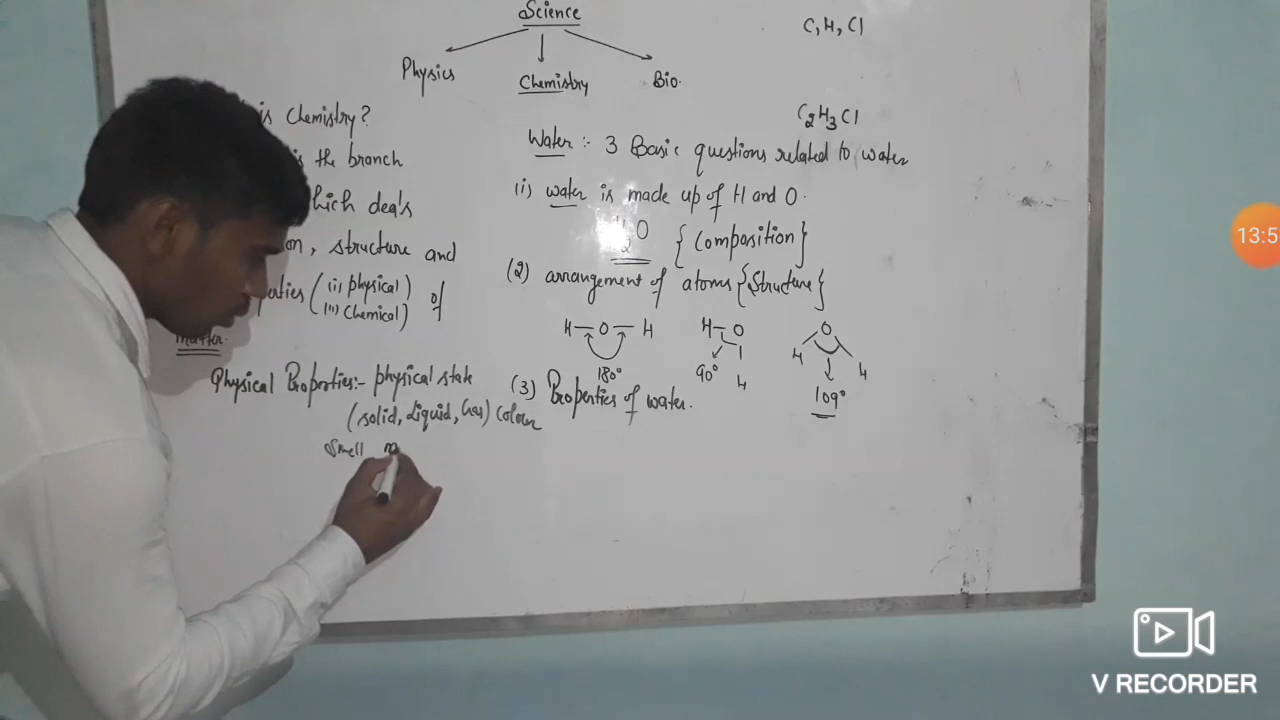 Science
C, H, Cl
Physics Chemistry Bio.
is Chemistry?
is the branch
hich deals
on, structure and
erties ( (i) physical )
( (ii) Chemical ) of
matter.
Physical Properties:- physical state
(solid, Liquid, Gas) Colour
Smell
C2H3Cl
Water :- 3 Basic questions related to water
(i) water is made up of H and O.
H2O {Composition}
(2) arrangement of atoms {Structure}
H-O-H
180°
H-O
H
90°
O
H H
109°
(3) Properties of water.
13:5
V RECORDER